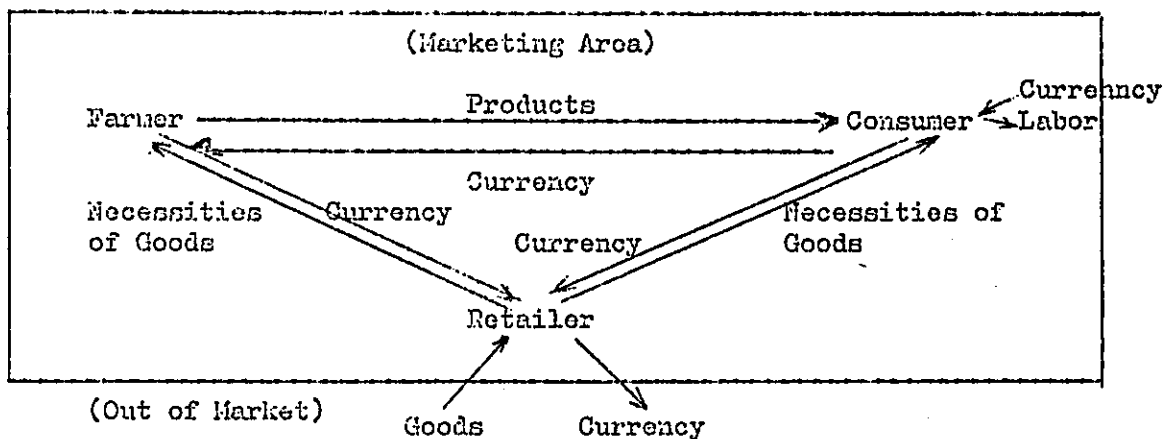 (Marketing Area)
Products
Currehncy
Farmer
Consumer
Labor
Currency
Necessities of Goods
Currency
Currency
Necessities of Goods
Retailer
(Out of Market)
Goods
Currency